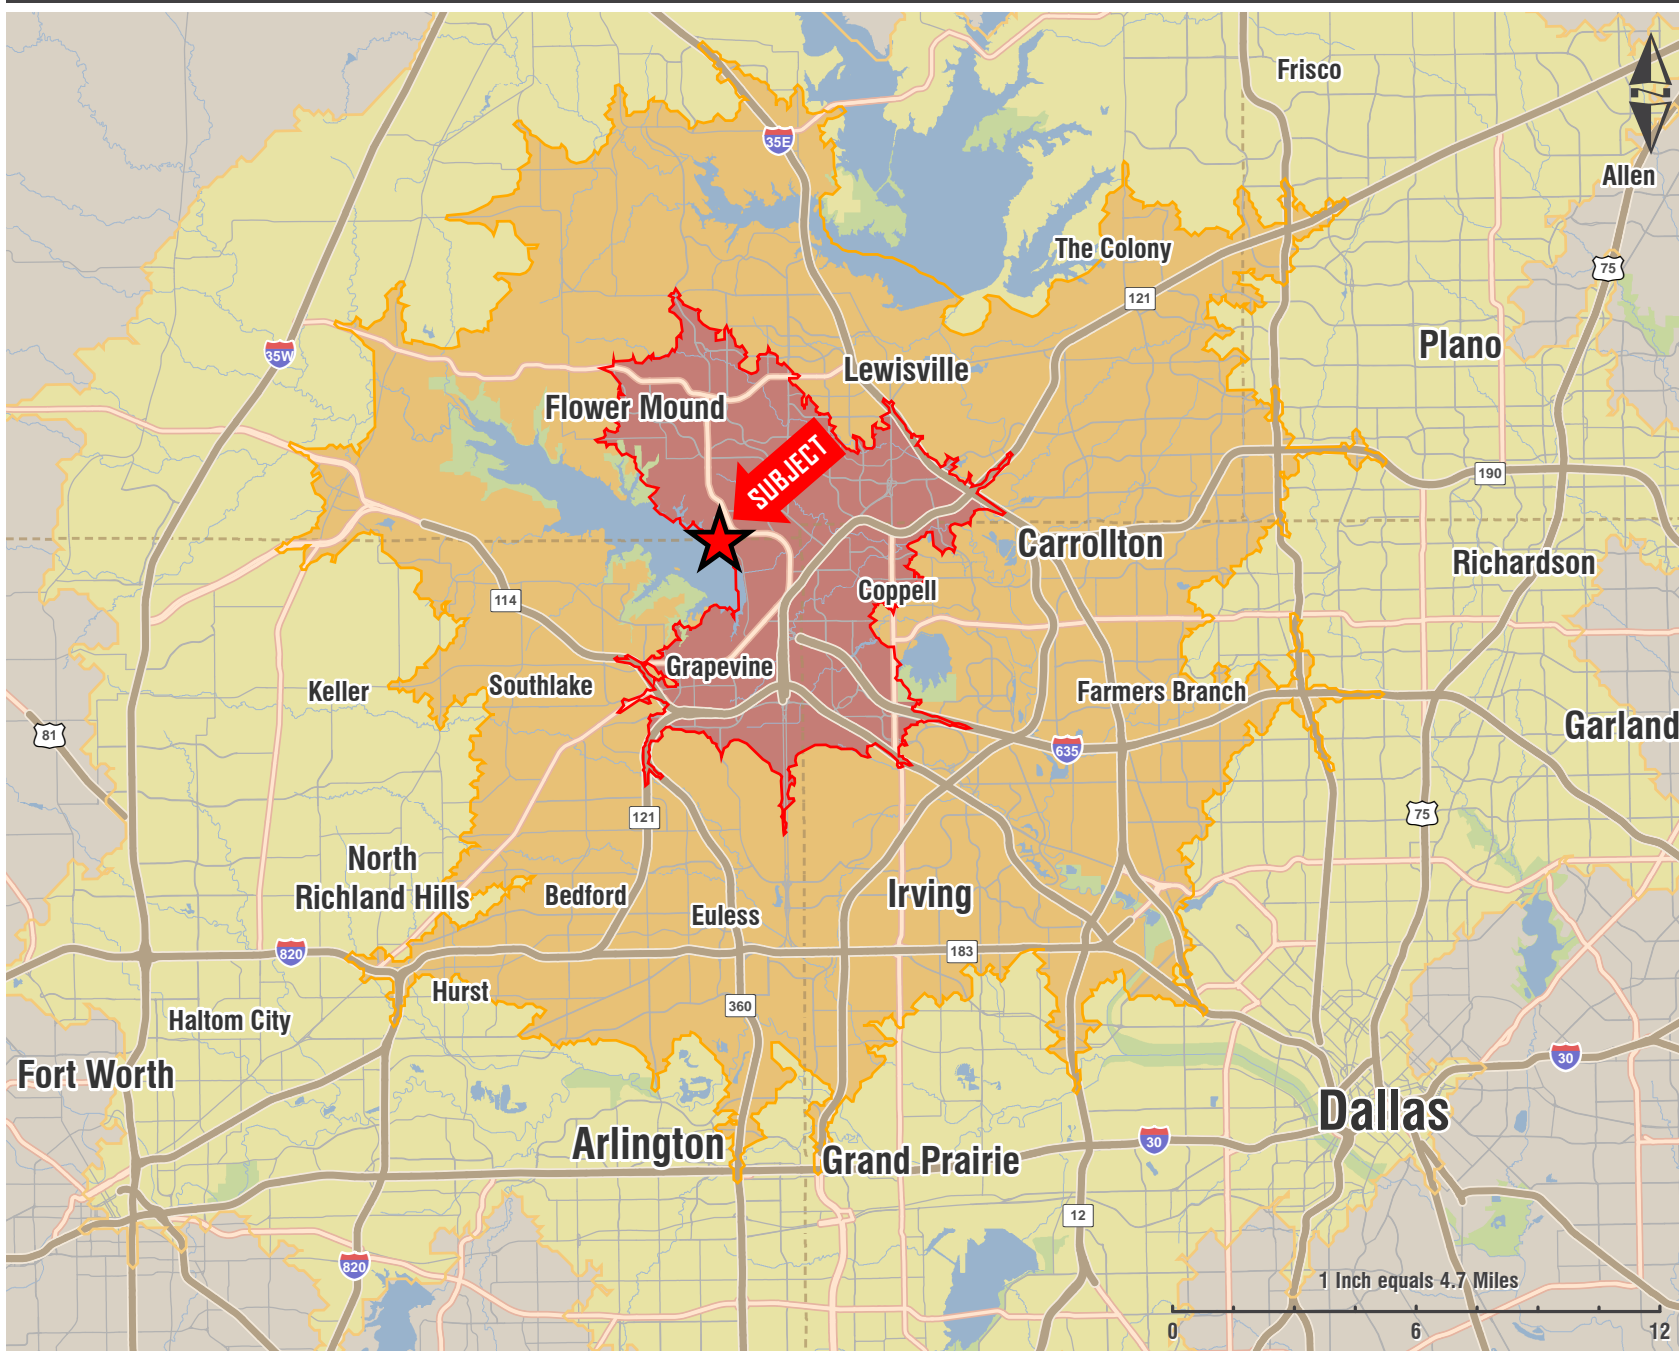 Frisco
35E
Allen
The Colony
75
121
35W
Plano
Lewisville
Flower Mound
SUBJECT
190
Carrollton
Richardson
Coppell
114
Grapevine
Southlake
Keller
Farmers Branch
Garland
81
635
121
75
North
Richland Hills
Bedford
Irving
Euless
820
183
Hurst
360
Haltom City
30
Fort Worth
Dallas
Arlington
30
Grand Prairie
12
820
1 Inch equals 4.7 Miles
0 6 12